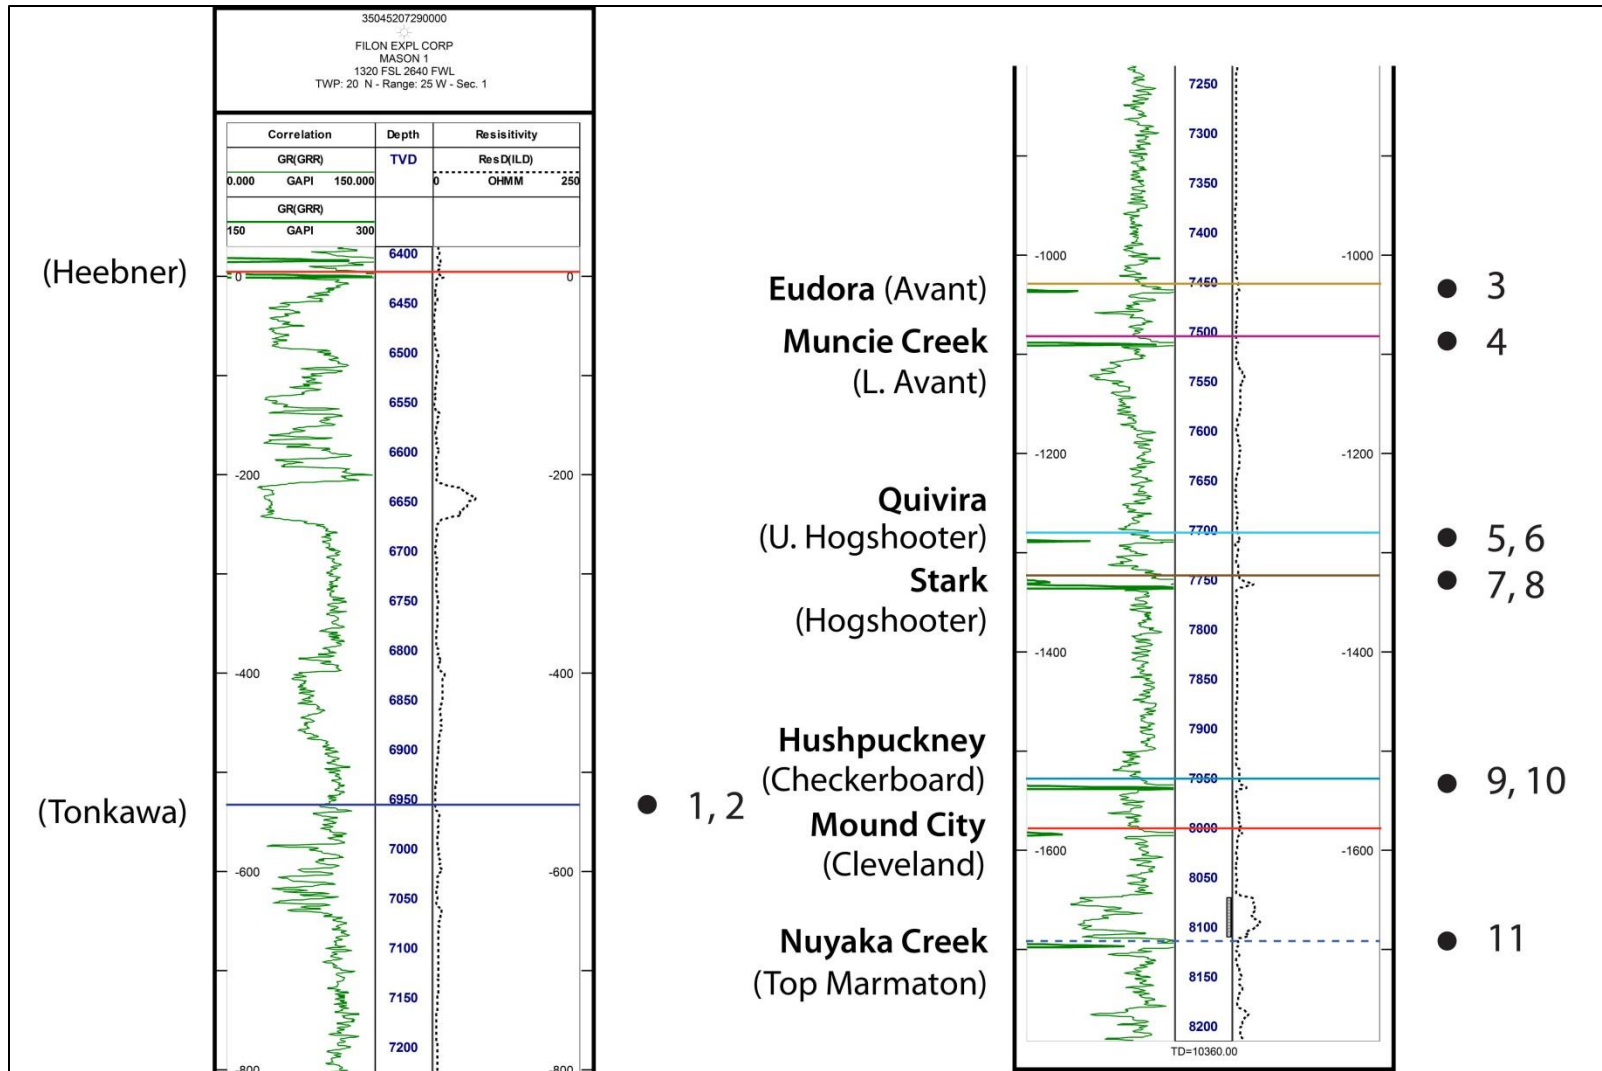 35045207290000
FILON EXPL CORP
MASON 1
1320 FSL 2640 FWL
TWP: 20 N - Range: 25 W - Sec. 1
Correlation Depth Resisitivity
GR(GRR) TVD ResD(ILD)
0.000 GAPI 150.000 0 OHMM 250
GR(GRR)
150 GAPI 300
6400
(Heebner)
0 0
6450
6500
6550
6600
-200 -200
6650
6700
6750
6800
-400 -400
6850
6900
6950
(Tonkawa)
1, 2
7000
-600 -600
7050
7100
7150
7200
-800 -800
7250
7300
7350
7400
-1000 -1000
Eudora (Avant) 7450 3
Muncie Creek 7500 4
(L. Avant) 7550
7600
-1200 -1200
7650
Quivira 7700
(U. Hogshooter) 5, 6
Stark 7750 7, 8
(Hogshooter) 7800
-1400 -1400
7850
7900
Hushpuckney
(Checkerboard) 7950 9, 10
Mound City 8000
(Cleveland)
-1600 -1600
8050
8100
Nuyaka Creek 11
(Top Marmaton) 8150
8200
TD=10360.00